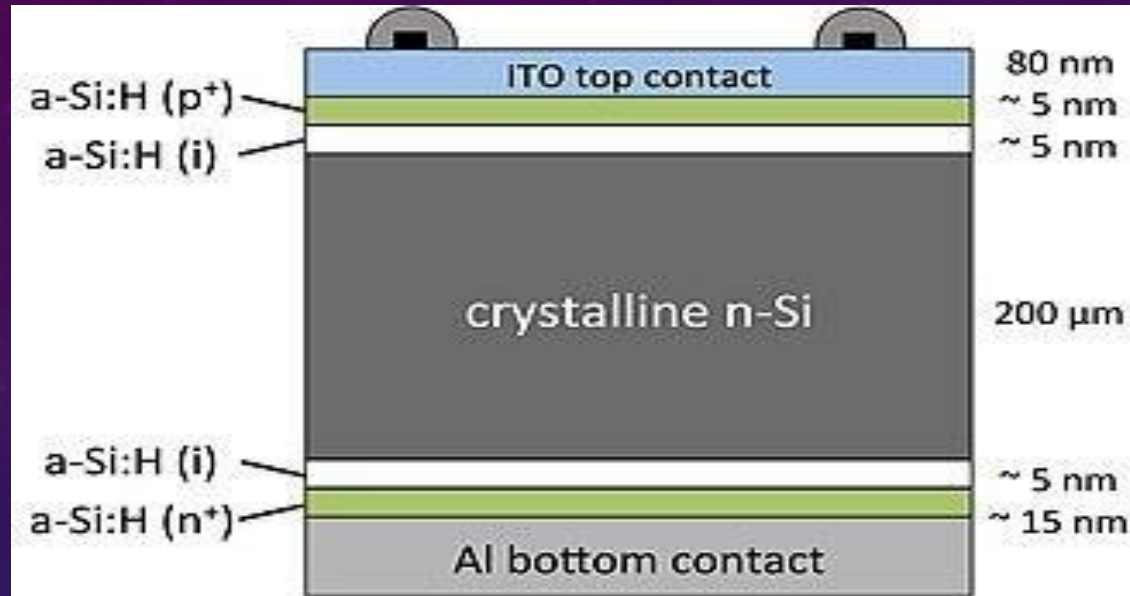 ITO top contact 80 nm
a-Si:H (p⁺) ~ 5 nm
a-Si:H (i) ~ 5 nm
crystalline n-Si 200 µm
a-Si:H (i) ~ 5 nm
a-Si:H (n⁺) ~ 15 nm
Al bottom contact